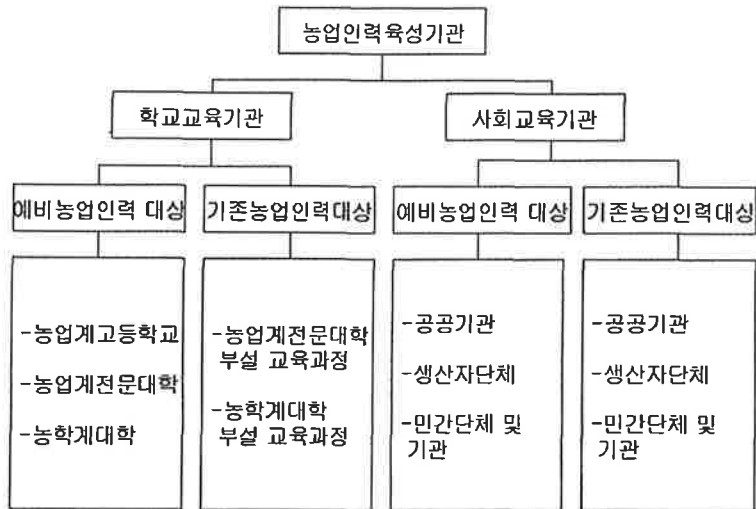 농업인력육성기관
학교교육기관
사회교육기관
예비농업인력 대상
기존농업인력대상
예비농업인력 대상
기존농업인력대상
-농업계고등학교
-농업계전문대학
-농학계대학
-농업계전문대학
부설 교육과정
-농학계대학
부설 교육과정
-공공기관
-생산자단체
-민간단체 및
기관
-공공기관
-생산자단체
-민간단체 및
기관